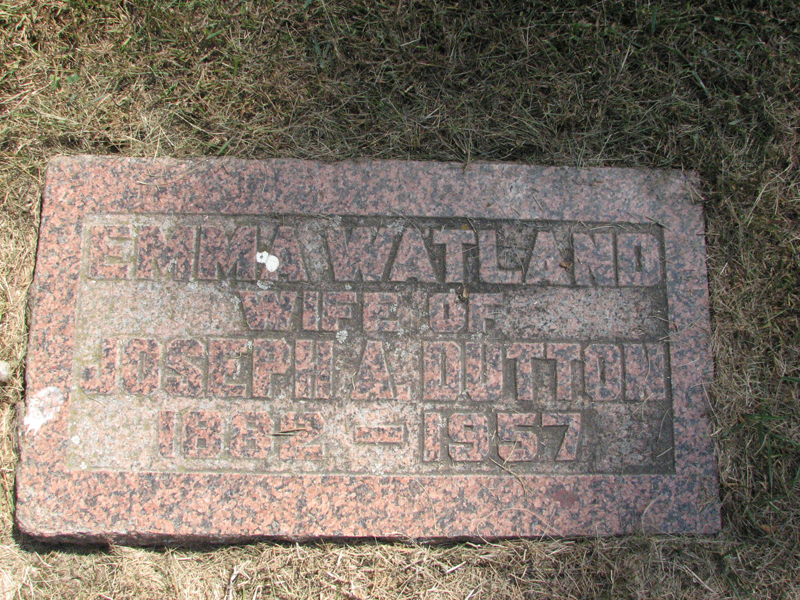 EMMA WATLAND
WIFE OF
JOSEPH A. DUTTON
1882 – 1957